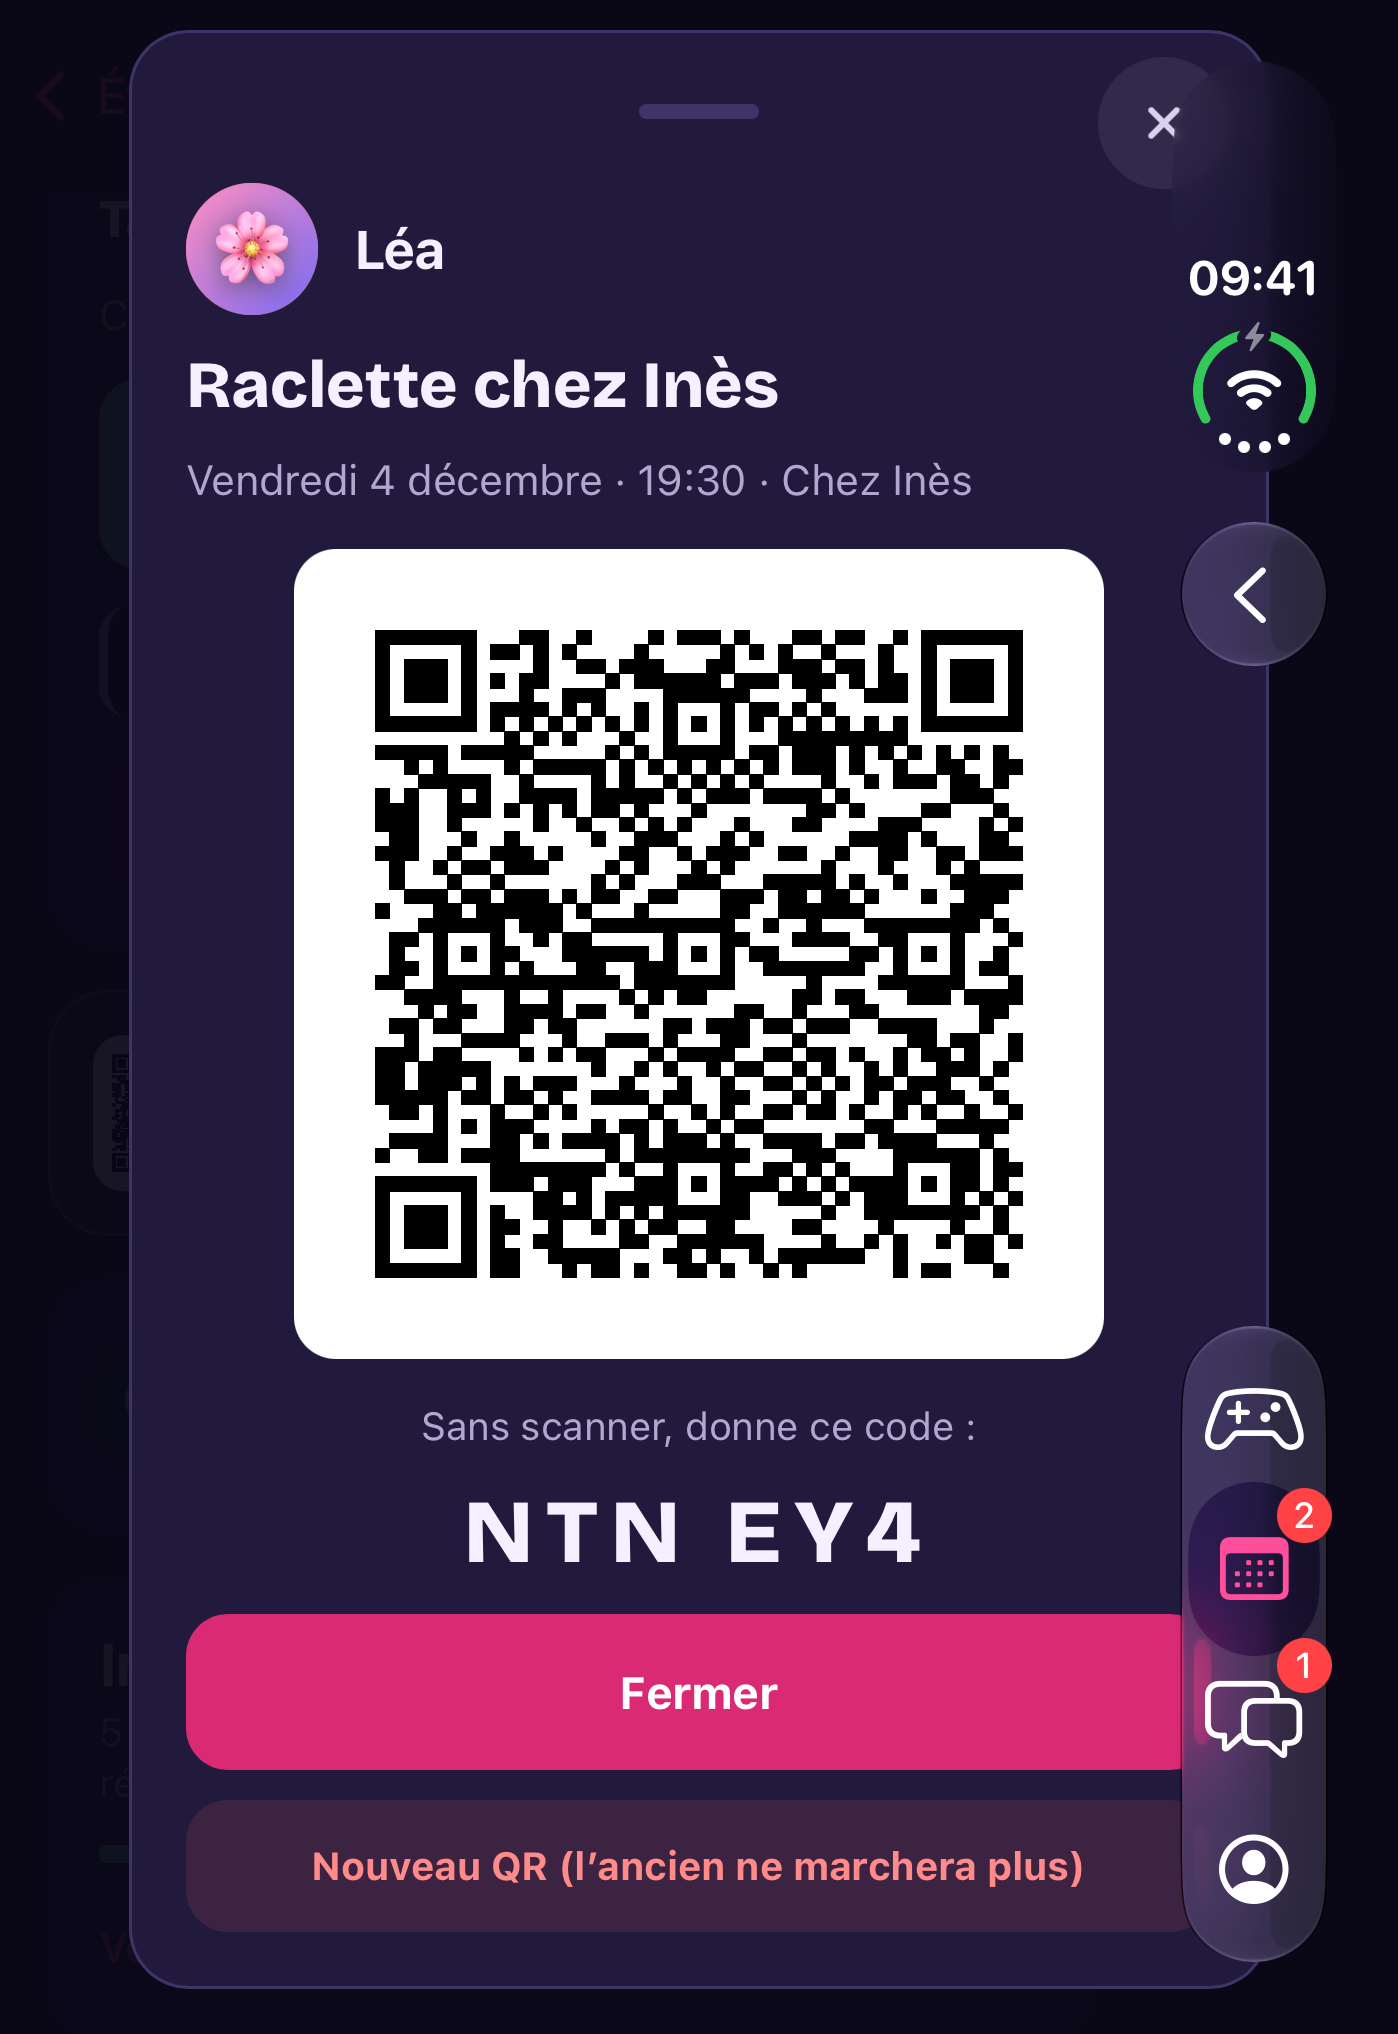 09:41
Léa
Raclette chez Inès
Vendredi 4 décembre · 19:30 · Chez Inès
Sans scanner, donne ce code :
NTN EY4
2
1
Fermer
Nouveau QR (l’ancien ne marchera plus)